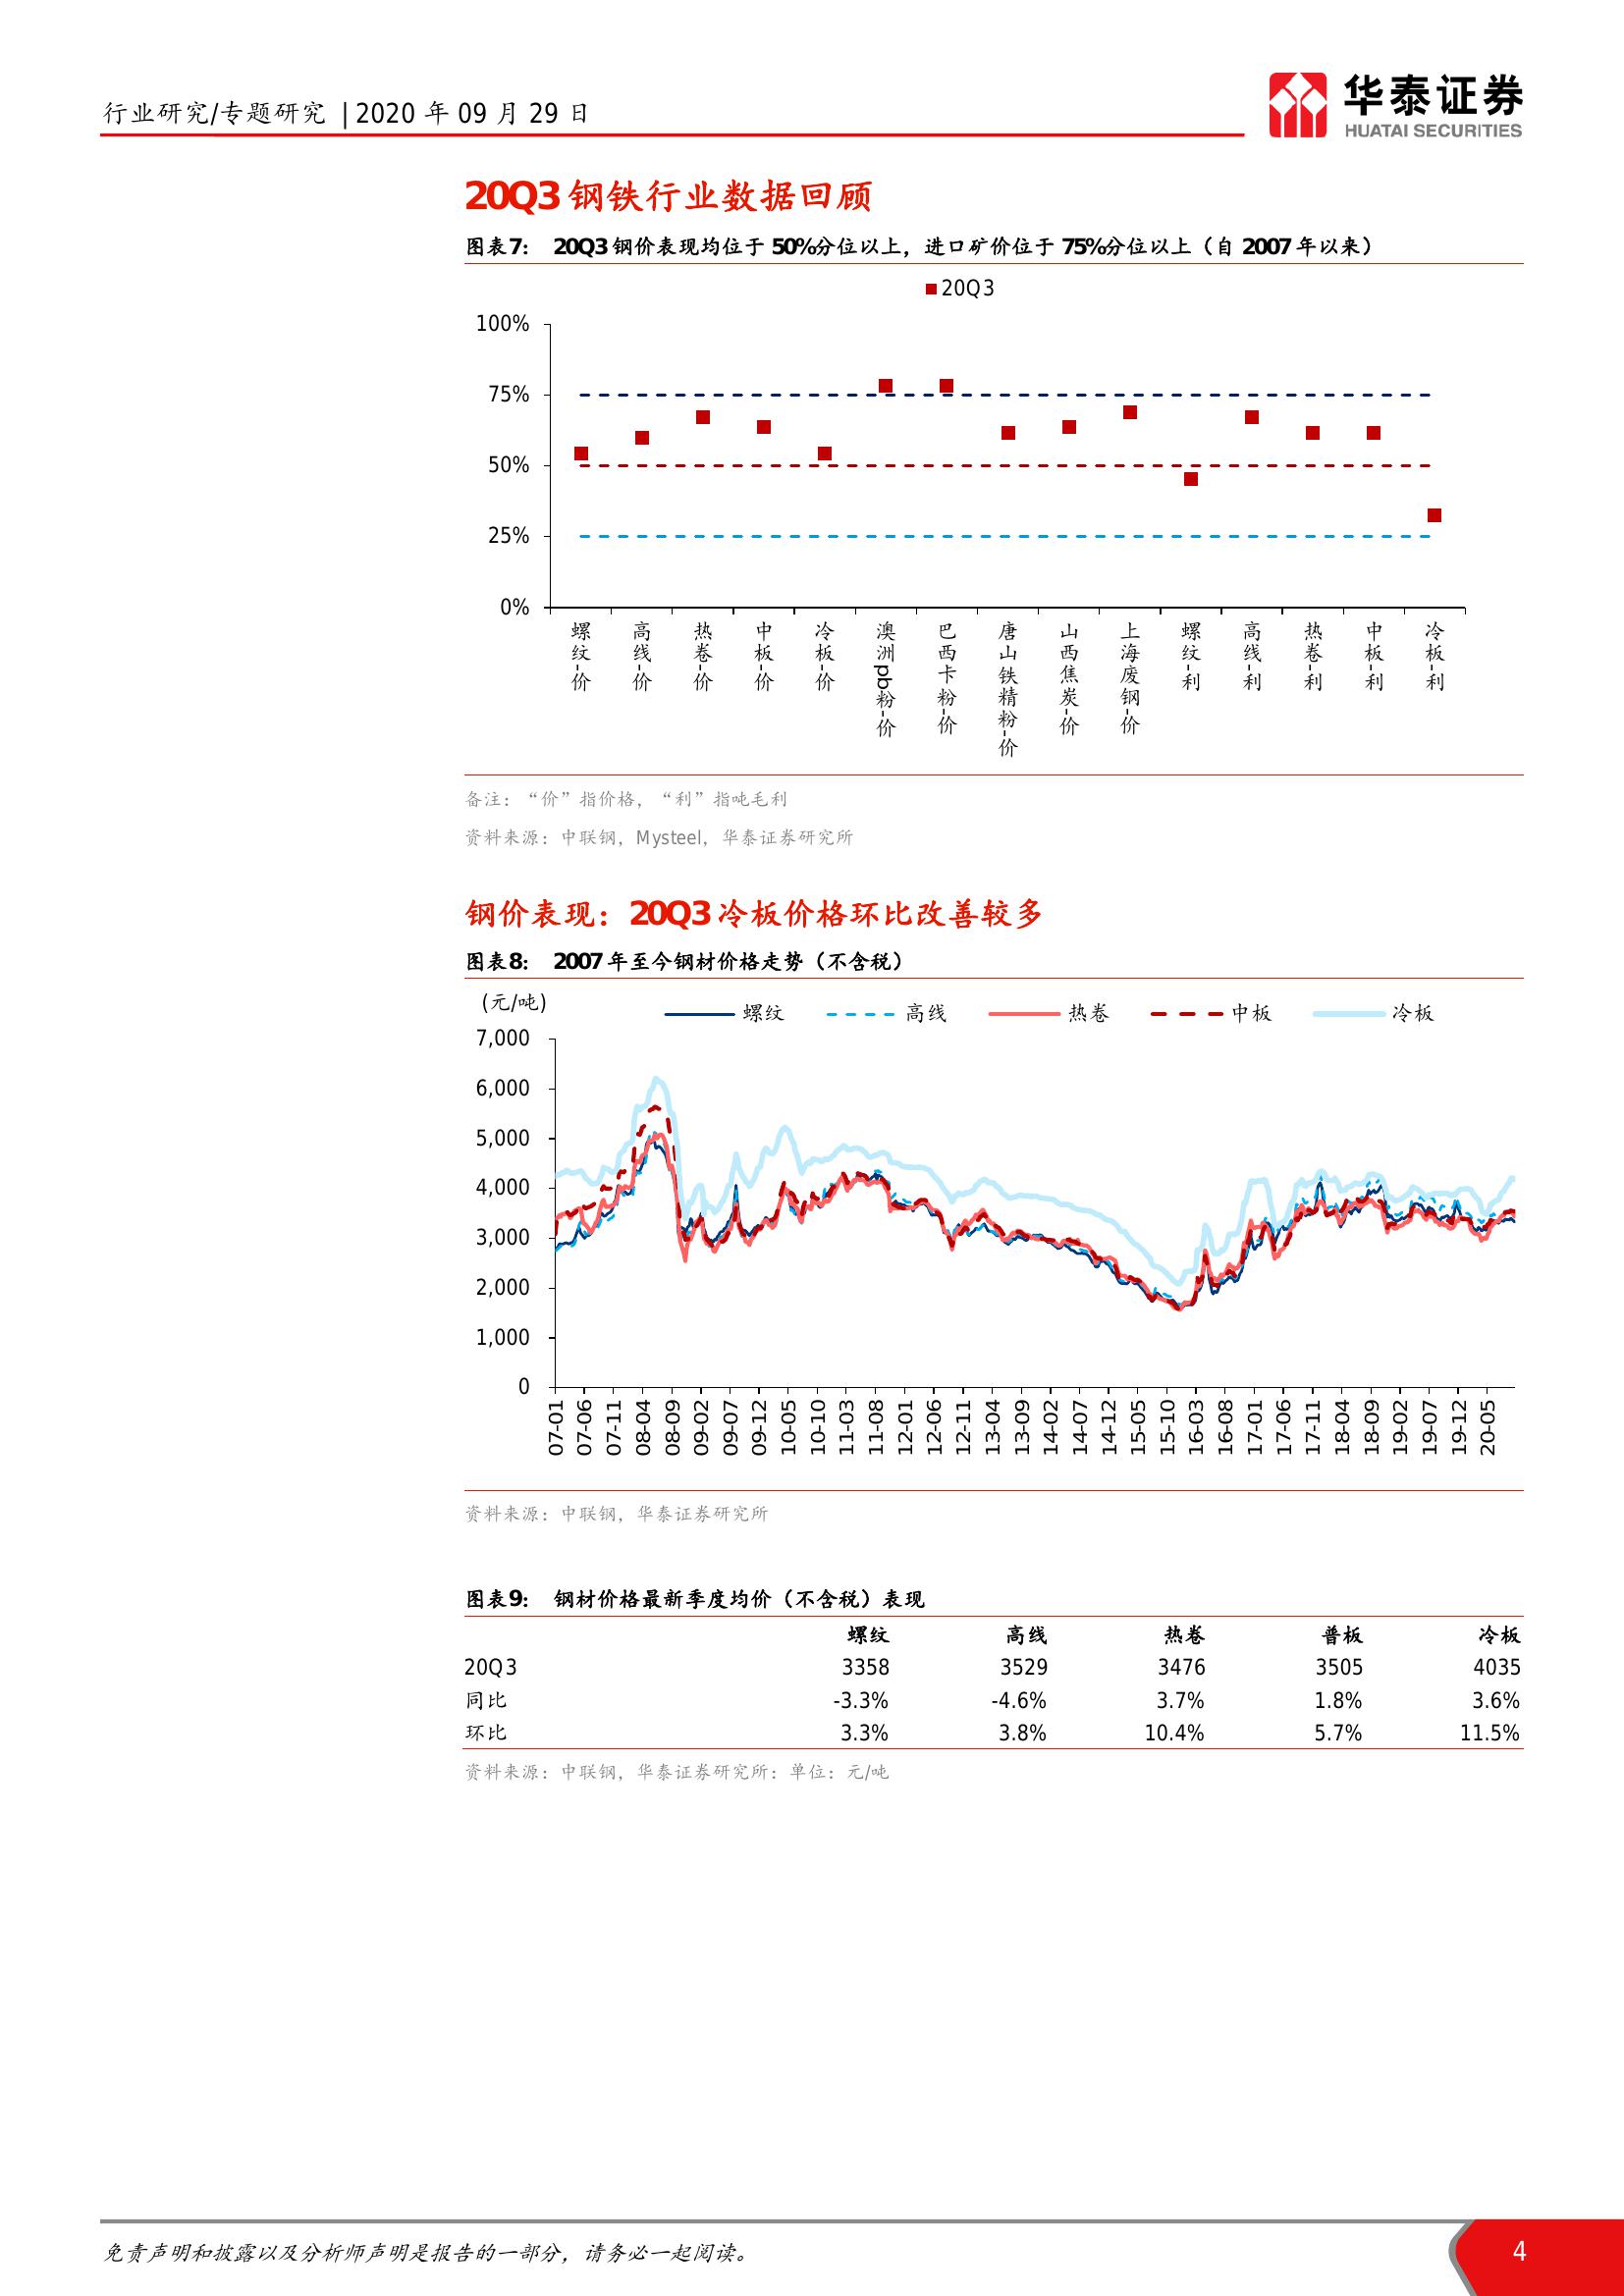 行业研究/专题研究 | 2020 年 09 月 29 日
华泰证券
HUATAI SECURITIES
20Q3 钢铁行业数据回顾
图表7： 20Q3 钢价表现均位于 50%分位以上，进口矿价位于 75%分位以上（自 2007 年以来）
20Q3
100%
75%
50%
25%
0%
螺纹-价
高线-价
热卷-价
中板-价
冷板-价
澳洲pb粉-价
巴西卡粉-价
唐山铁精粉-价
山西焦炭-价
上海废钢-价
螺纹-利
高线-利
热卷-利
中板-利
冷板-利
备注：“价”指价格，“利”指吨毛利
资料来源：中联钢，Mysteel，华泰证券研究所
钢价表现：20Q3 冷板价格环比改善较多
图表8： 2007 年至今钢材价格走势（不含税）
(元/吨)
螺纹 高线 热卷 中板 冷板
7,000
6,000
5,000
4,000
3,000
2,000
1,000
0
07-01 07-06 07-11 08-04 08-09 09-02 09-07 09-12 10-05 10-10 11-03 11-08 12-01 12-06 12-11 13-04 13-09 14-02 14-07 14-12 15-05 15-10 16-03 16-08 17-01 17-06 17-11 18-04 18-09 19-02 19-07 19-12 20-05
资料来源：中联钢，华泰证券研究所
图表9： 钢材价格最新季度均价（不含税）表现
螺纹 高线 热卷 普板 冷板
20Q3 3358 3529 3476 3505 4035
同比 -3.3% -4.6% 3.7% 1.8% 3.6%
环比 3.3% 3.8% 10.4% 5.7% 11.5%
资料来源：中联钢，华泰证券研究所：单位：元/吨
免责声明和披露以及分析师声明是报告的一部分，请务必一起阅读。
4